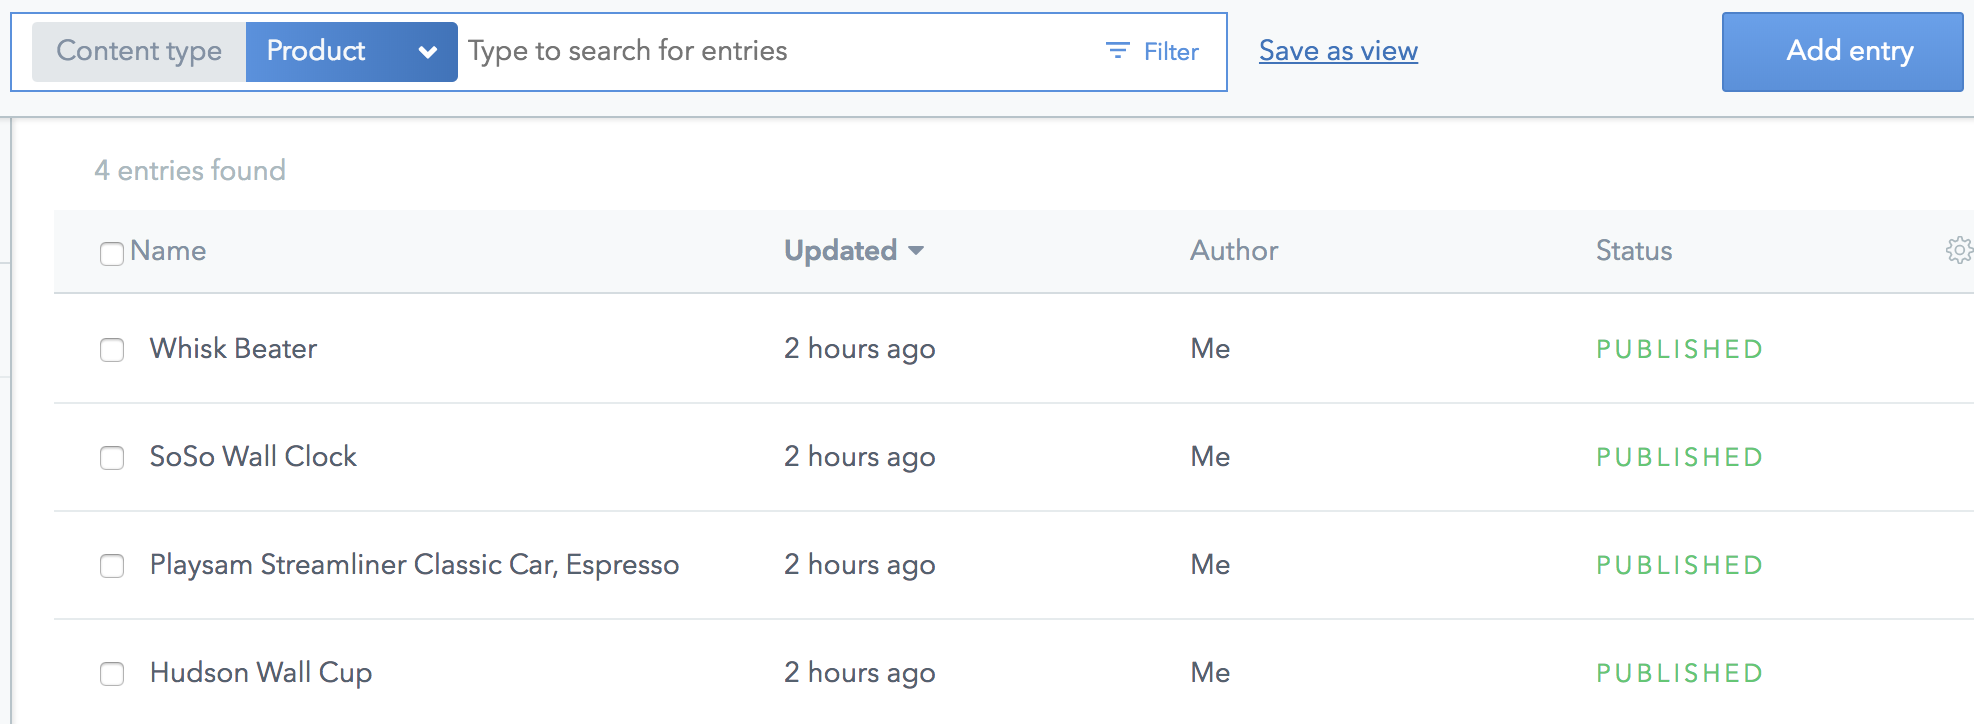 Content type Product Type to search for entries Filter Save as view Add entry
4 entries found
Name Updated Author Status
Whisk Beater 2 hours ago Me PUBLISHED
SoSo Wall Clock 2 hours ago Me PUBLISHED
Playsam Streamliner Classic Car, Espresso 2 hours ago Me PUBLISHED
Hudson Wall Cup 2 hours ago Me PUBLISHED